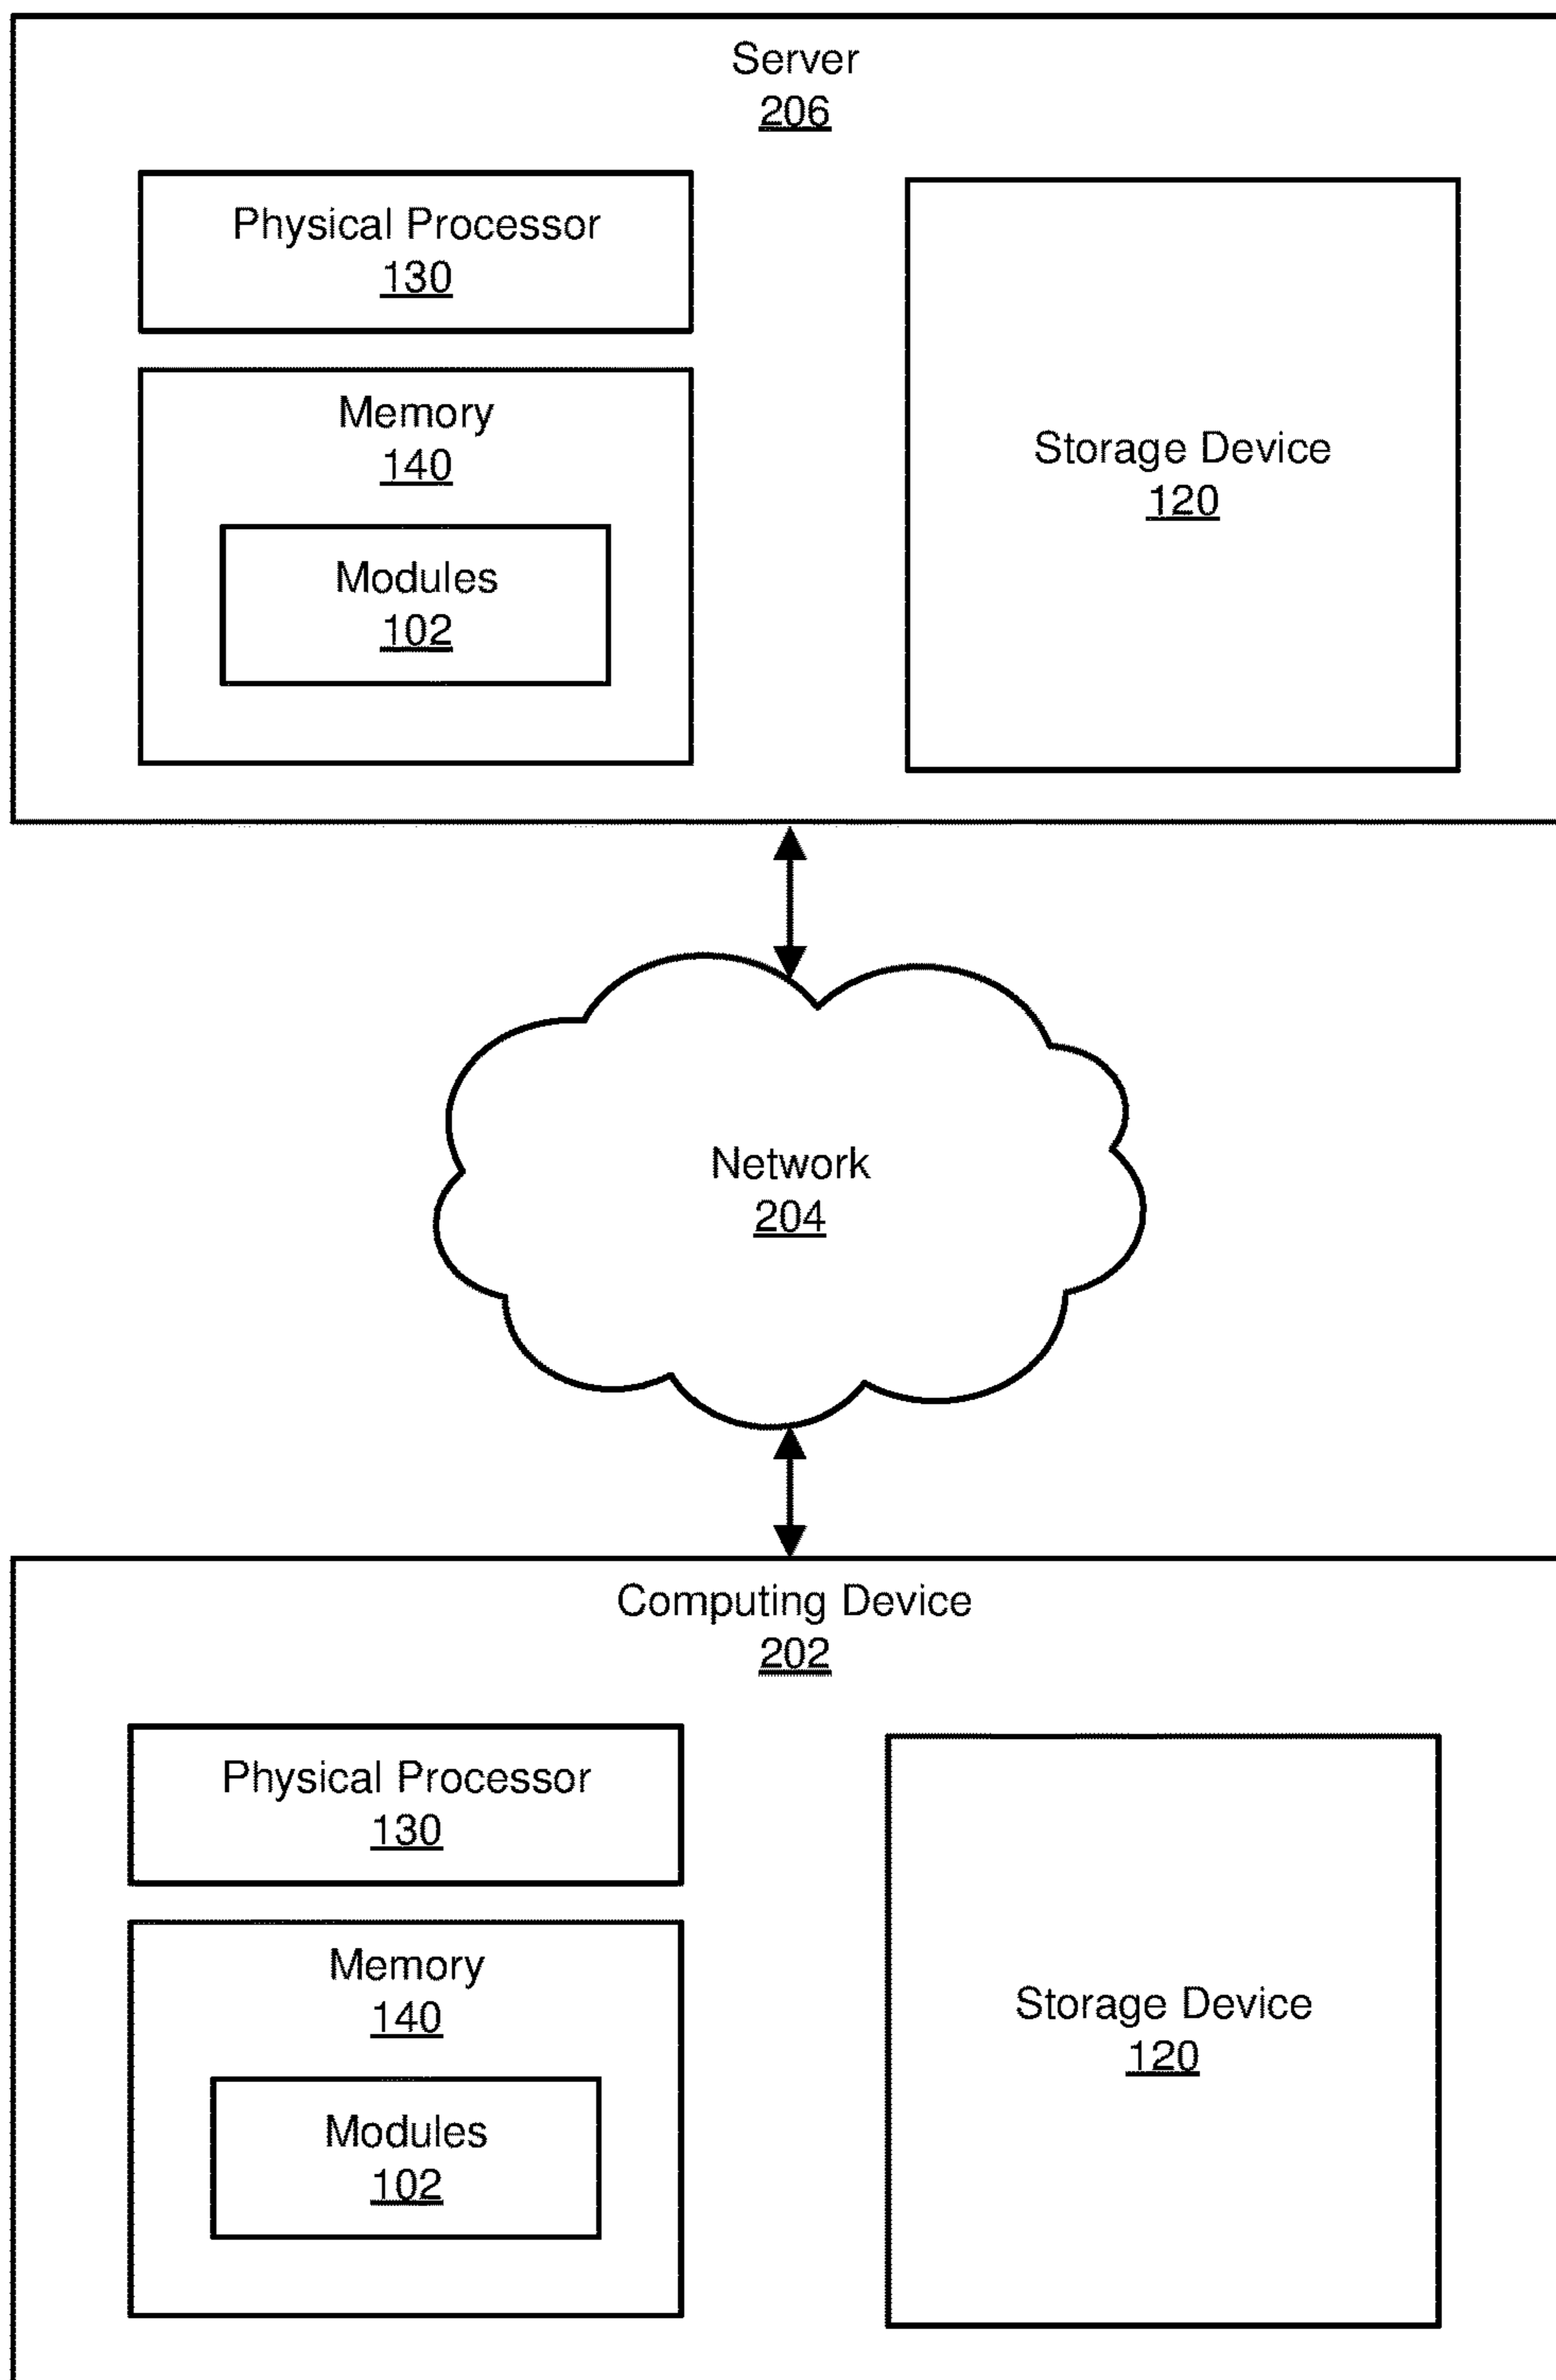 Server
206
Physical Processor
130
Memory
140
Modules
102
Storage Device
120
Network
204
Computing Device
202
Physical Processor
130
Memory
140
Modules
102
Storage Device
120